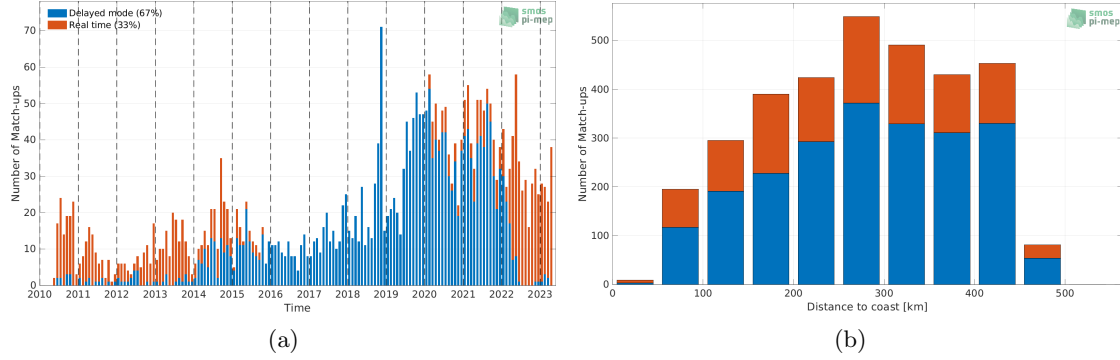 Delayed mode (67%)
Real time (33%)
smos
pi-mep
Number of Match-ups
70
60
50
40
30
20
10
0
2010 2011 2012 2013 2014 2015 2016 2017 2018 2019 2020 2021 2022 2023
Time
(a)
smos
pi-mep
Number of Match-ups
500
400
300
200
100
0
0 100 200 300 400 500
Distance to coast [km]
(b)